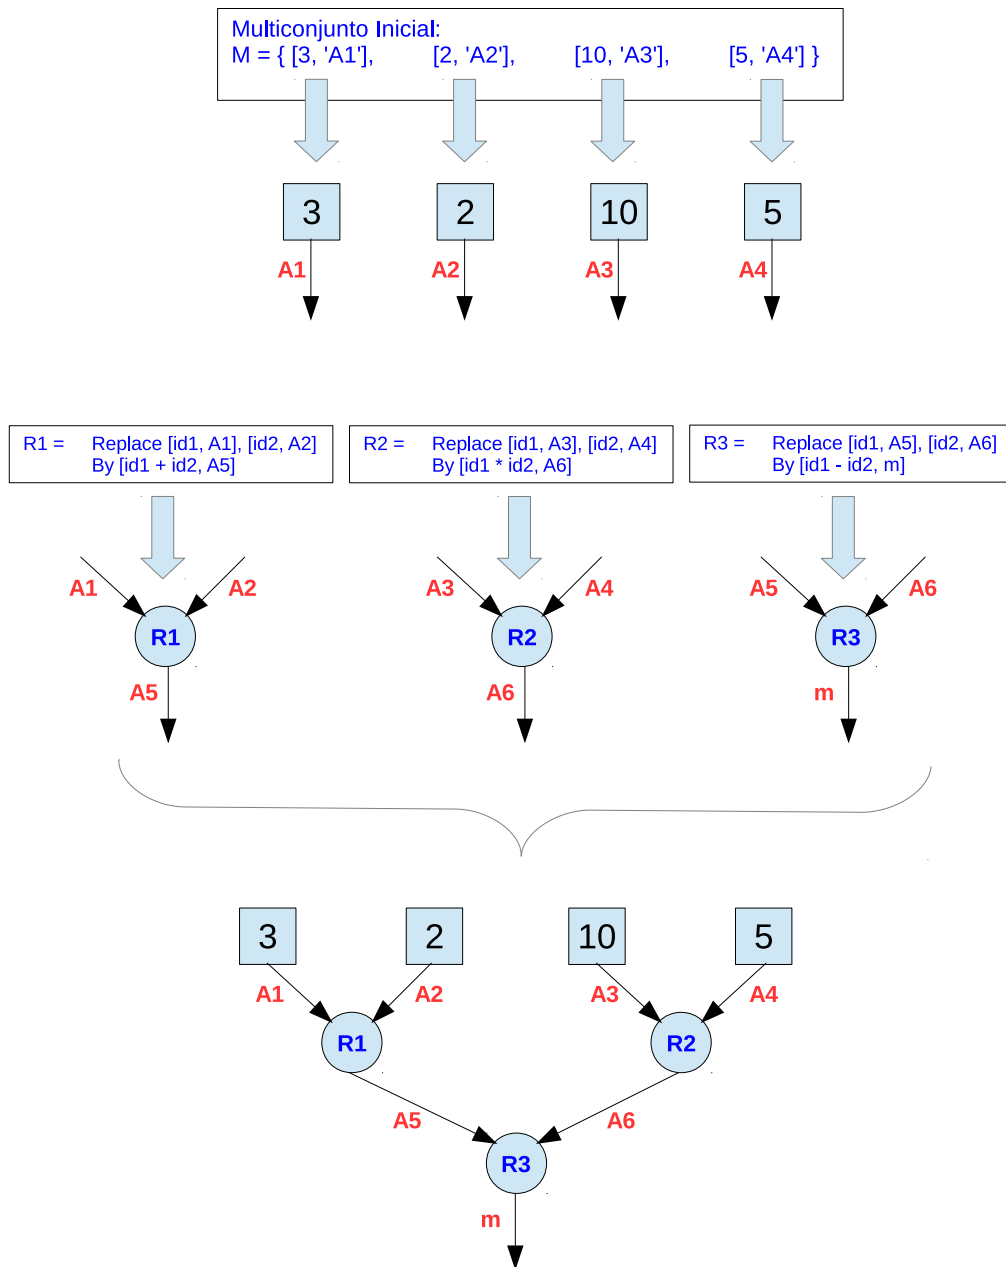 Multiconjunto Inicial:
M = { [3, 'A1'], [2, 'A2'], [10, 'A3'], [5, 'A4'] }
3 2 10 5
A1 A2 A3 A4
R1 = Replace [id1, A1], [id2, A2]
By [id1 + id2, A5]
R2 = Replace [id1, A3], [id2, A4]
By [id1 * id2, A6]
R3 = Replace [id1, A5], [id2, A6]
By [id1 - id2, m]
A1 A2 A3 A4 A5 A6
R1 R2 R3
A5 A6 m
3 2 10 5
A1 A2 A3 A4
R1 R2
A5 A6
R3
m